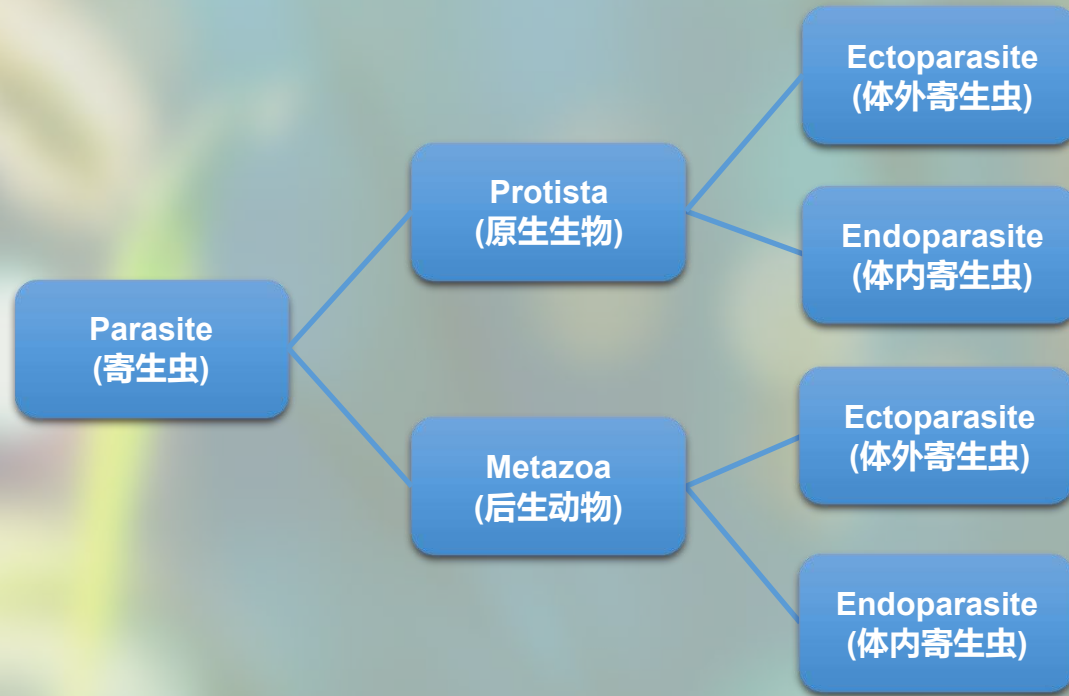 Parasite
(寄生虫)
Protista
(原生生物)
Metazoa
(后生动物)
Ectoparasite
(体外寄生虫)
Endoparasite
(体内寄生虫)
Ectoparasite
(体外寄生虫)
Endoparasite
(体内寄生虫)